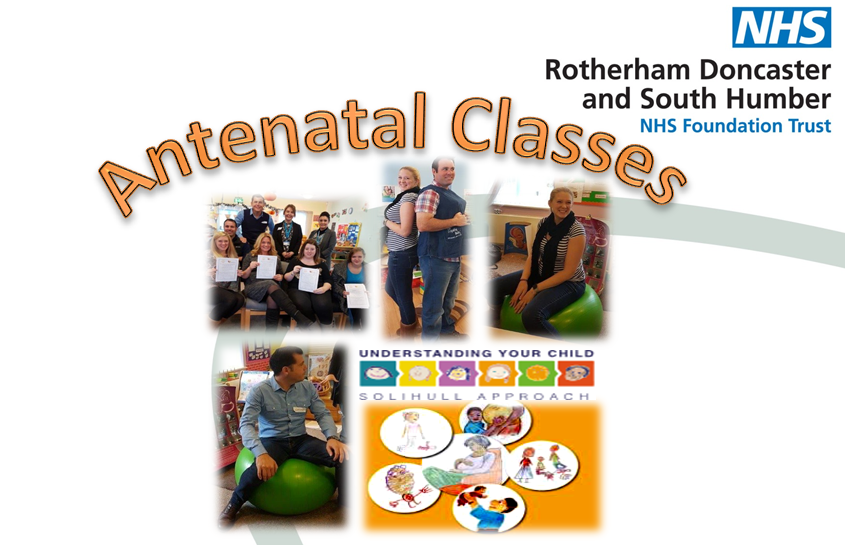 NHS
Rotherham Doncaster
and South Humber
NHS Foundation Trust
Antenatal Classes
UNDERSTANDING YOUR CHILD
SOLIHULL APPROACH